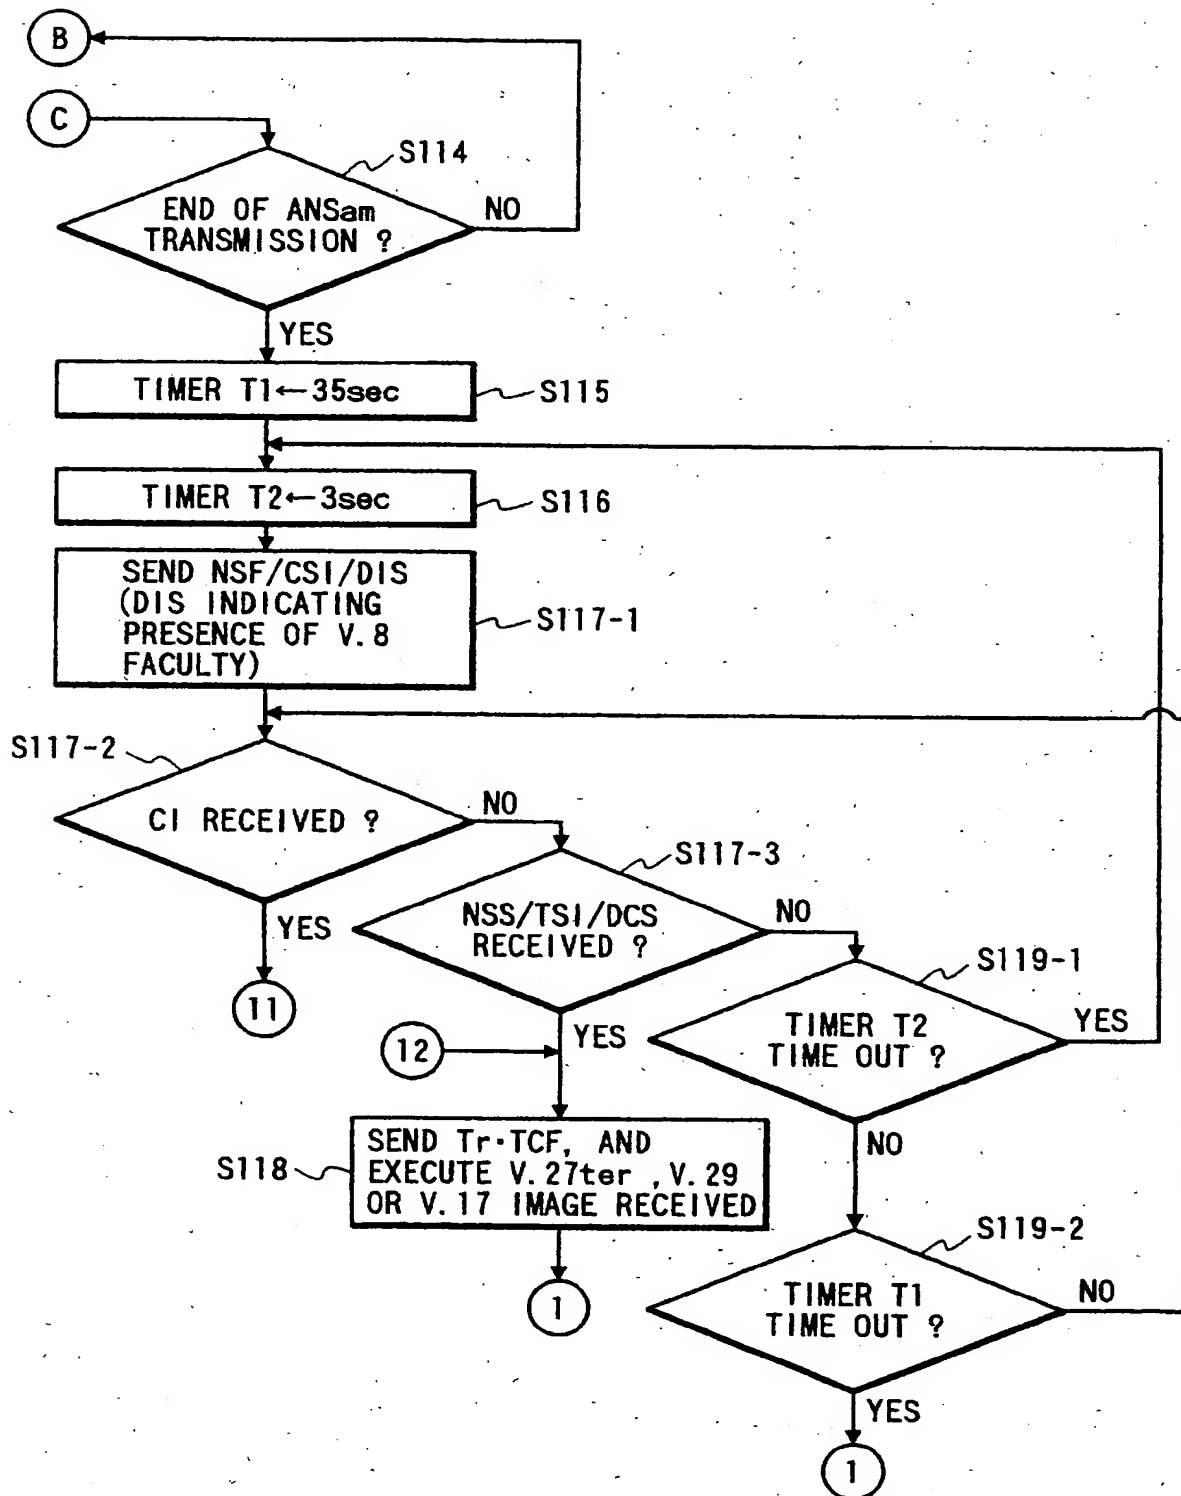 B
C
S114
END OF ANSam
TRANSMISSION ?
NO
YES
TIMER T1←35sec
S115
TIMER T2←3sec
S116
SEND NSF/CSI/DIS
(DIS INDICATING
PRESENCE OF V.8
FACULTY)
S117-1
S117-2
CI RECEIVED ?
NO
YES
11
S117-3
NSS/TSI/DCS
RECEIVED ?
NO
YES
12
S119-1
TIMER T2
TIME OUT ?
YES
NO
S118
SEND Tr·TCF, AND
EXECUTE V.27ter ,V.29
OR V.17 IMAGE RECEIVED
1
S119-2
TIMER T1
TIME OUT ?
NO
YES
1